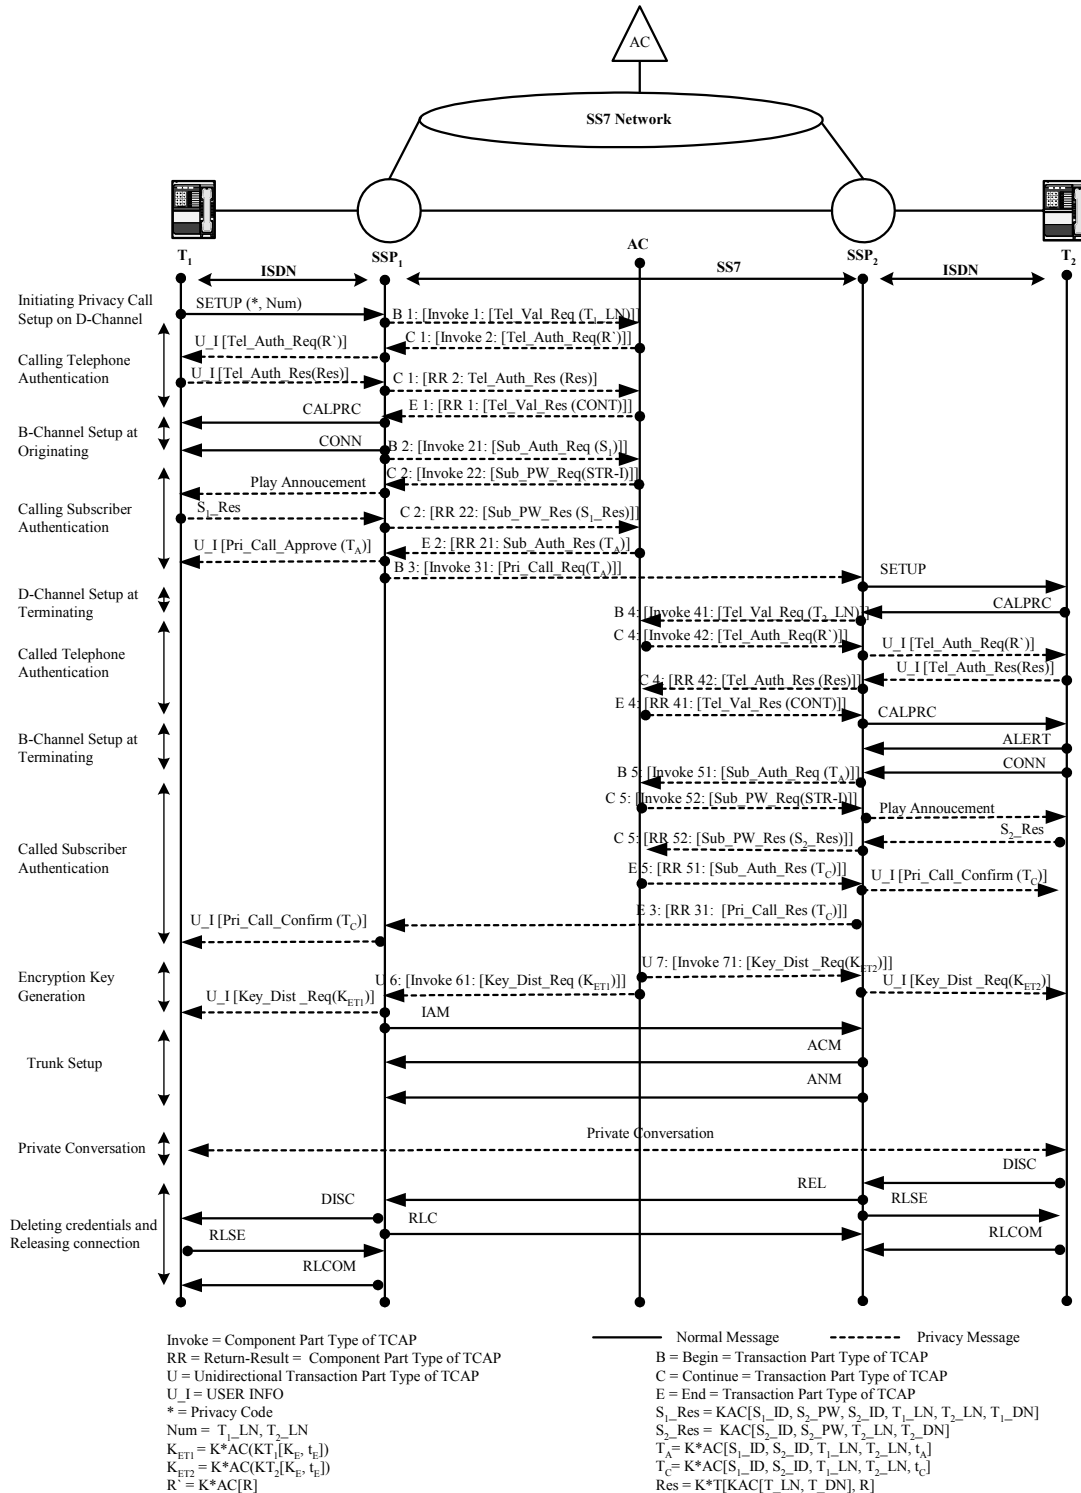 AC
SS7 Network
T1
SSP1
AC
SSP2
T2
ISDN
SS7
ISDN
Initiating Privacy Call
Setup on D-Channel
SETUP (*, Num)
B 1: [Invoke 1: [Tel_Val_Req (T1_LN)]]
C 1: [Invoke 2: [Tel_Auth_Req(R`)]]
U_I [Tel_Auth_Req(R`)]
Calling Telephone
Authentication
U_I [Tel_Auth_Res(Res)]
C 1: [RR 2: Tel_Auth_Res (Res)]
E 1: [RR 1: [Tel_Val_Res (CONT)]]
CALPRC
B-Channel Setup at
Originating
CONN
B 2: [Invoke 21: [Sub_Auth_Req (S1)]]
C 2: [Invoke 22: [Sub_PW_Req(STR-I)]]
Play Annoucement
Calling Subscriber
Authentication
S1_Res
C 2: [RR 22: [Sub_PW_Res (S1_Res)]]
E 2: [RR 21: Sub_Auth_Res (TA)]
U_I [Pri_Call_Approve (TA)]
B 3: [Invoke 31: [Pri_Call_Req(TA)]]
SETUP
D-Channel Setup at
Terminating
CALPRC
B 4: [Invoke 41: [Tel_Val_Req (T2_LN)]]
C 4: [Invoke 42: [Tel_Auth_Req(R`)]]
U_I [Tel_Auth_Req(R`)]
Called Telephone
Authentication
U_I [Tel_Auth_Res(Res)]
C 4: [RR 42: [Tel_Auth_Res (Res)]]
E 4: [RR 41: [Tel_Val_Res (CONT)]]
CALPRC
B-Channel Setup at
Terminating
ALERT
CONN
B 5: [Invoke 51: [Sub_Auth_Req (TA)]]
C 5: [Invoke 52: [Sub_PW_Req(STR-I)]]
Play Annoucement
Called Subscriber
Authentication
S2_Res
C 5: [RR 52: [Sub_PW_Res (S2_Res)]]
E 5: [RR 51: [Sub_Auth_Res (TC)]]
U_I [Pri_Call_Confirm (TC)]
E 3: [RR 31: [Pri_Call_Res (TC)]]
U_I [Pri_Call_Confirm (TC)]
Encryption Key
Generation
U 7: [Invoke 71: [Key_Dist _Req(KET2)]]
U 6: [Invoke 61: [Key_Dist_Req (KET1)]]
U_I [Key_Dist _Req(KET2)]
U_I [Key_Dist _Req(KET1)]
IAM
Trunk Setup
ACM
ANM
Private Conversation
Private Conversation
DISC
REL
RLSE
DISC
RLC
Deleting credentials and
Releasing connection
RLSE
RLCOM
RLCOM
Invoke = Component Part Type of TCAP
RR = Return-Result = Component Part Type of TCAP
U = Unidirectional Transaction Part Type of TCAP
U_I = USER INFO
* = Privacy Code
Num = T1_LN, T2_LN
KET1 = K*AC(KT1[KE, tE])
KET2 = K*AC(KT2[KE, tE])
R` = K*AC[R]
Normal Message
Privacy Message
B = Begin = Transaction Part Type of TCAP
C = Continue = Transaction Part Type of TCAP
E = End = Transaction Part Type of TCAP
S1_Res = KAC[S1_ID, S2_PW, S2_ID, T1_LN, T2_LN, T1_DN]
S2_Res = KAC[S2_ID, S2_PW, T2_LN, T2_DN]
TA= K*AC[S1_ID, S2_ID, T1_LN, T2_LN, tA]
TC= K*AC[S1_ID, S2_ID, T1_LN, T2_LN, tC]
Res = K*T[KAC[T_LN, T_DN], R]